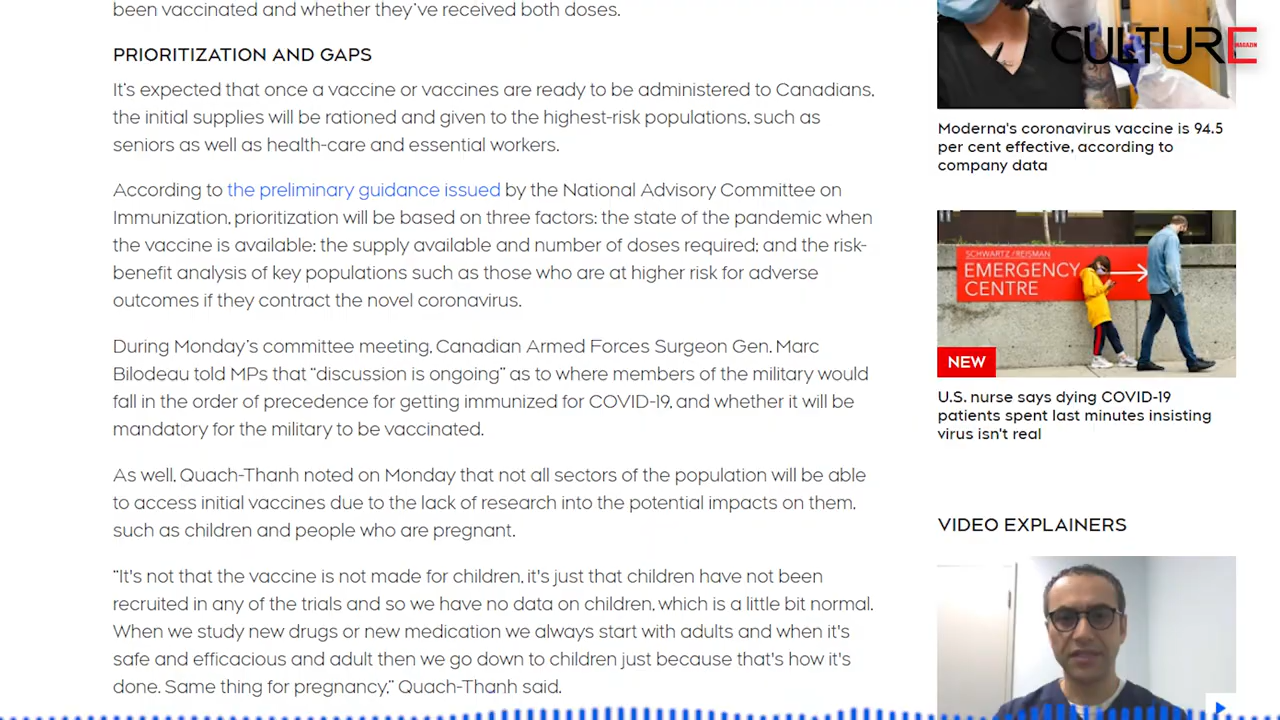 been vaccinated and whether they've received both doses.
PRIORITIZATION AND GAPS
It's expected that once a vaccine or vaccines are ready to be administered to Canadians,
the initial supplies will be rationed and given to the highest-risk populations, such as
seniors as well as health-care and essential workers.
According to the preliminary guidance issued by the National Advisory Committee on
Immunization, prioritization will be based on three factors: the state of the pandemic when
the vaccine is available; the supply available and number of doses required; and the risk-
benefit analysis of key populations such as those who are at higher risk for adverse
outcomes if they contract the novel coronavirus.
During Monday's committee meeting, Canadian Armed Forces Surgeon Gen. Marc
Bilodeau told MPs that "discussion is ongoing" as to where members of the military would
fall in the order of precedence for getting immunized for COVID-19, and whether it will be
mandatory for the military to be vaccinated.
As well, Quach-Thanh noted on Monday that not all sectors of the population will be able
to access initial vaccines due to the lack of research into the potential impacts on them,
such as children and people who are pregnant.
"It's not that the vaccine is not made for children, it's just that children have not been
recruited in any of the trials and so we have no data on children, which is a little bit normal.
When we study new drugs or new medication we always start with adults and when it's
safe and efficacious and adult then we go down to children just because that's how it's
done. Same thing for pregnancy," Quach-Thanh said.
CULTURE
MAGAZIN
Moderna's coronavirus vaccine is 94.5
per cent effective, according to
company data
SCHWARTZ/REISMAN
EMERGENCY
CENTRE
NEW
U.S. nurse says dying COVID-19
patients spent last minutes insisting
virus isn't real
VIDEO EXPLAINERS